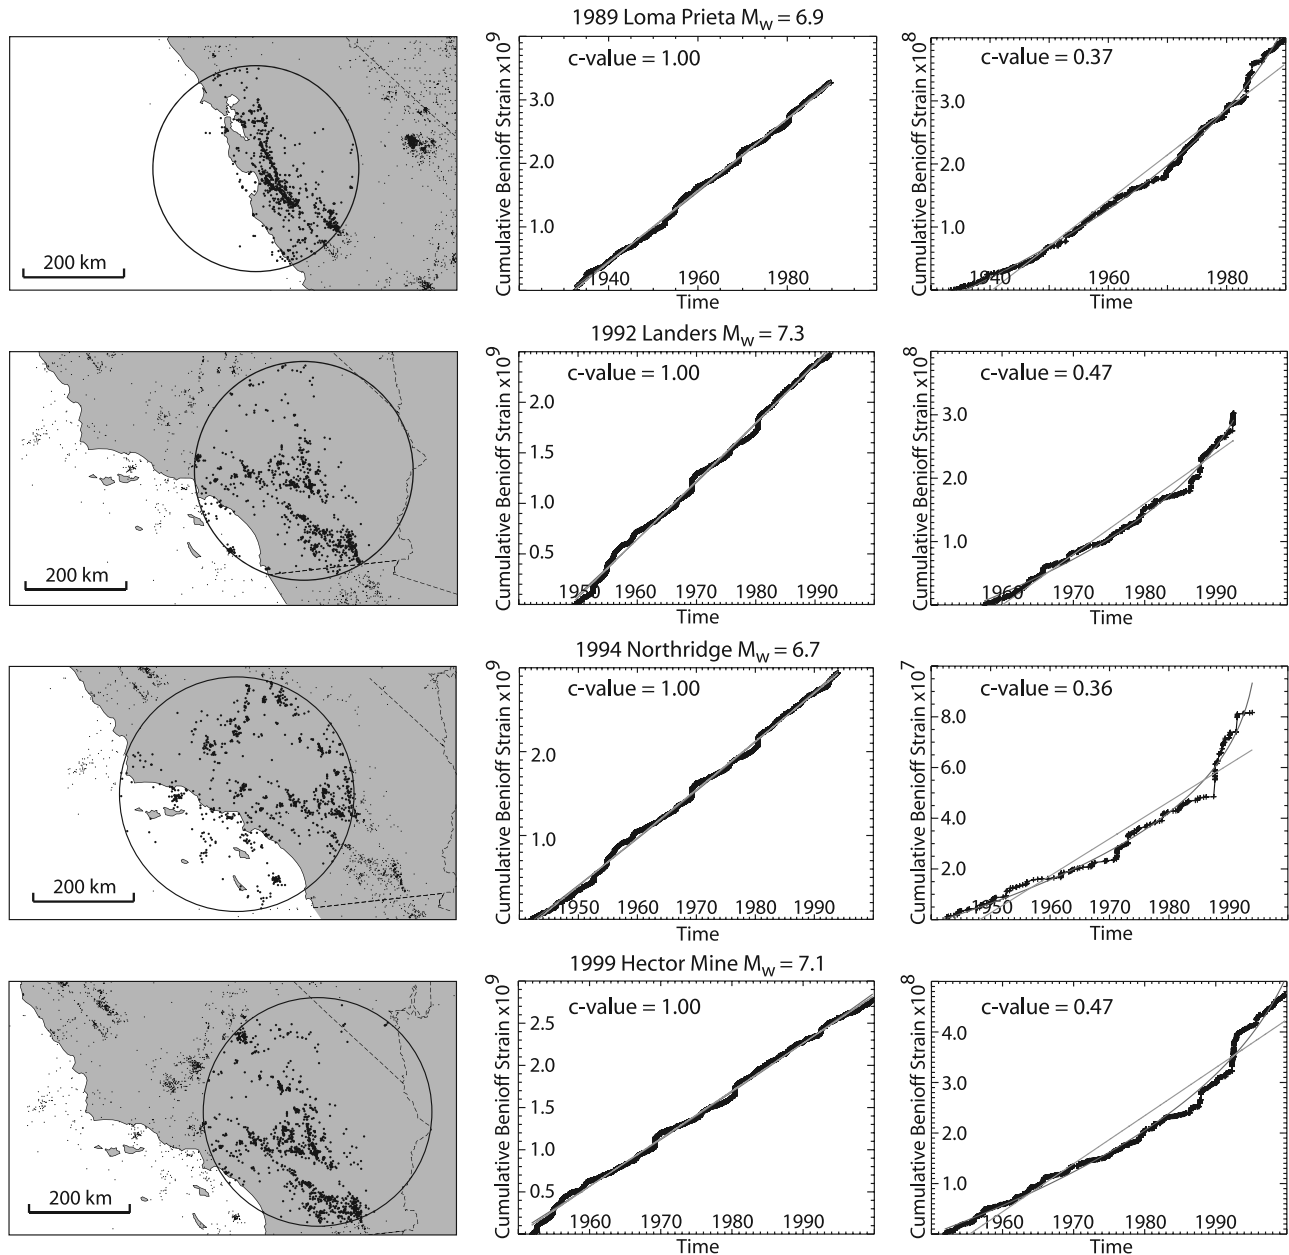 1989 Loma Prieta Mw = 6.9
200 km
Cumulative Benioff Strain x10^9
c-value = 1.00
3.0
2.0
1.0
1940 1960 1980
Time
Cumulative Benioff Strain x10^8
c-value = 0.37
3.0
2.0
1.0
1940 1960 1980
Time
1992 Landers Mw = 7.3
200 km
Cumulative Benioff Strain x10^9
c-value = 1.00
2.0
1.5
1.0
0.5
1950 1960 1970 1980 1990
Time
Cumulative Benioff Strain x10^8
c-value = 0.47
3.0
2.0
1.0
1960 1970 1980 1990
Time
1994 Northridge Mw = 6.7
200 km
Cumulative Benioff Strain x10^9
c-value = 1.00
2.0
1.0
1950 1960 1970 1980 1990
Time
Cumulative Benioff Strain x10^7
c-value = 0.36
8.0
6.0
4.0
2.0
1950 1960 1970 1980 1990
Time
1999 Hector Mine Mw = 7.1
200 km
Cumulative Benioff Strain x10^9
c-value = 1.00
2.5
2.0
1.5
1.0
0.5
1960 1970 1980 1990
Time
Cumulative Benioff Strain x10^8
c-value = 0.47
4.0
3.0
2.0
1.0
1960 1970 1980 1990
Time